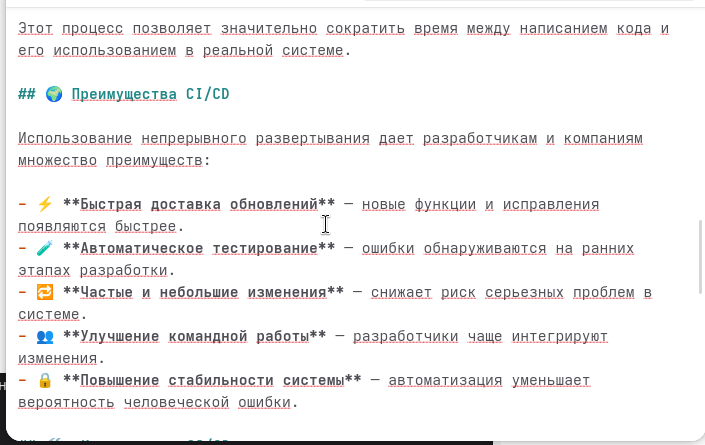 Этот процесс позволяет значительно сократить время между написанием кода и
его использованием в реальной системе.
## 🌍 Преимущества CI/CD
Использование непрерывного развертывания дает разработчикам и компаниям
множество преимуществ:
- ⚡ **Быстрая доставка обновлений** — новые функции и исправления
появляются быстрее.
- 🧪 **Автоматическое тестирование** — ошибки обнаруживаются на ранних
этапах разработки.
- 🔁 **Частые и небольшие изменения** — снижает риск серьезных проблем в
системе.
- 👥 **Улучшение командной работы** — разработчики чаще интегрируют
изменения.
- 🔒 **Повышение стабильности системы** — автоматизация уменьшает
вероятность человеческой ошибки.